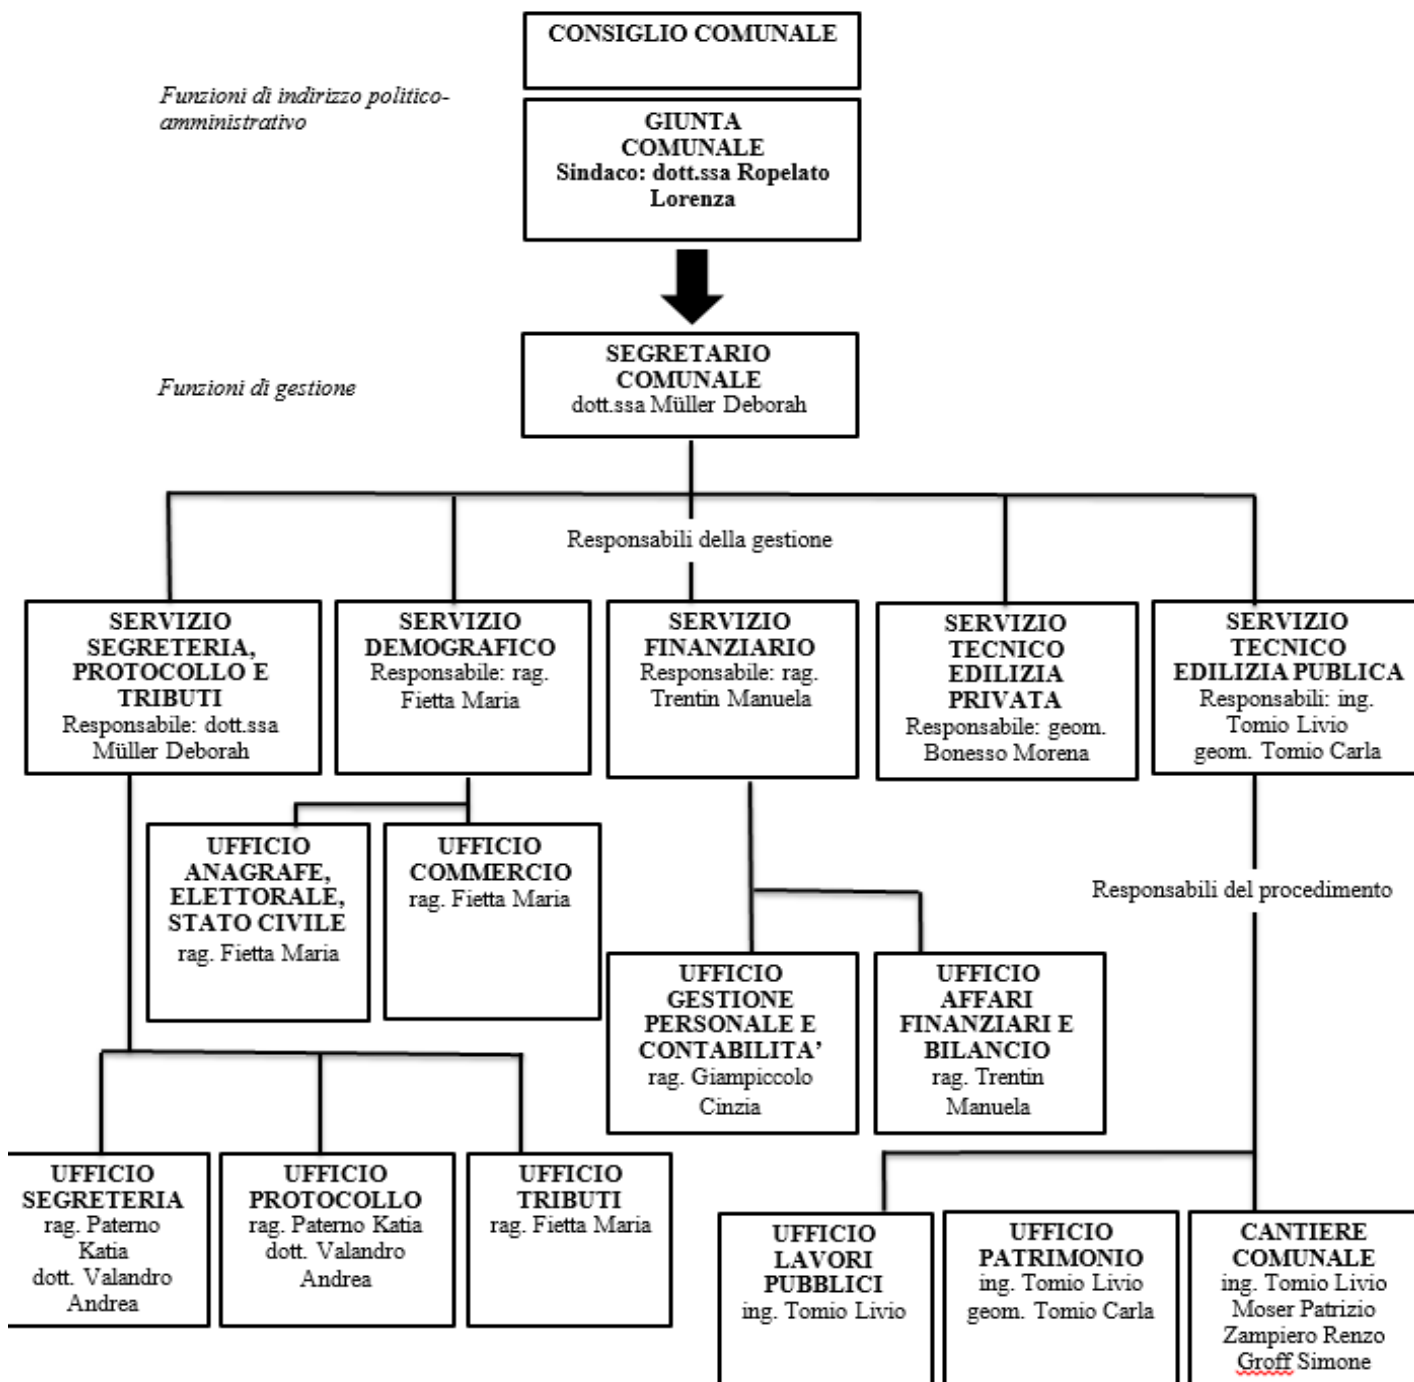 CONSIGLIO COMUNALE
Funzioni di indirizzo politico-
amministrativo
GIUNTA
COMUNALE
Sindaco: dott.ssa Ropelato
Lorenza
SEGRETARIO
COMUNALE
dott.ssa Müller Deborah
Funzioni di gestione
Responsabili della gestione
SERVIZIO
SEGRETERIA,
PROTOCOLLO E
TRIBUTI
Responsabile: dott.ssa
Müller Deborah
SERVIZIO
DEMOGRAFICO
Responsabile: rag.
Fietta Maria
SERVIZIO
FINANZIARIO
Responsabile: rag.
Trentin Manuela
SERVIZIO
TECNICO
EDILIZIA
PRIVATA
Responsabile: geom.
Bonesso Morena
SERVIZIO
TECNICO
EDILIZIA PUBLICA
Responsabili: ing.
Tomio Livio
geom. Tomio Carla
UFFICIO
ANAGRAFE,
ELETTORALE,
STATO CIVILE
rag. Fietta Maria
UFFICIO
COMMERCIO
rag. Fietta Maria
Responsabili del procedimento
UFFICIO
GESTIONE
PERSONALE E
CONTABILITA’
rag. Giampiccolo
Cinzia
UFFICIO
AFFARI
FINANZIARI E
BILANCIO
rag. Trentin
Manuela
UFFICIO
SEGRETERIA
rag. Paterno
Katia
dott. Valandro
Andrea
UFFICIO
PROTOCOLLO
rag. Paterno Katia
dott. Valandro
Andrea
UFFICIO
TRIBUTI
rag. Fietta Maria
UFFICIO
LAVORI
PUBBLICI
ing. Tomio Livio
UFFICIO
PATRIMONIO
ing. Tomio Livio
geom. Tomio Carla
CANTIERE
COMUNALE
ing. Tomio Livio
Moser Patrizio
Zampiero Renzo
Groff Simone